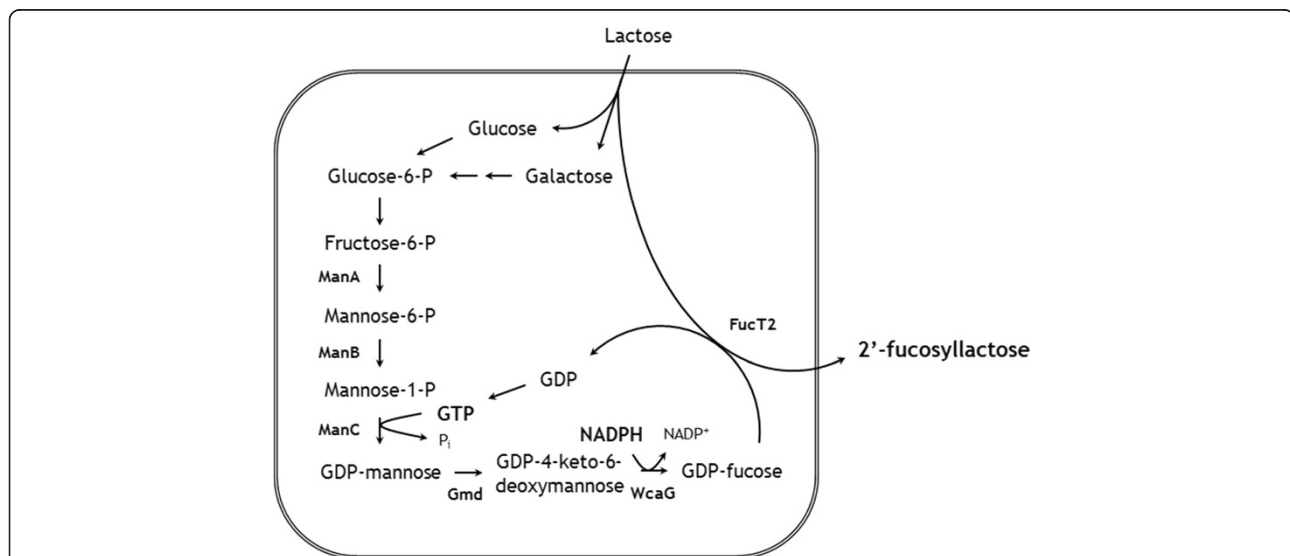 Lactose
Glucose
Glucose-6-P
Galactose
Fructose-6-P
ManA
Mannose-6-P
FucT2
ManB
2’-fucosyllactose
Mannose-1-P
GDP
GTP
ManC
Pi
NADPH
NADP+
GDP-mannose
Gmd
GDP-4-keto-6-
deoxymannose
WcaG
GDP-fucose